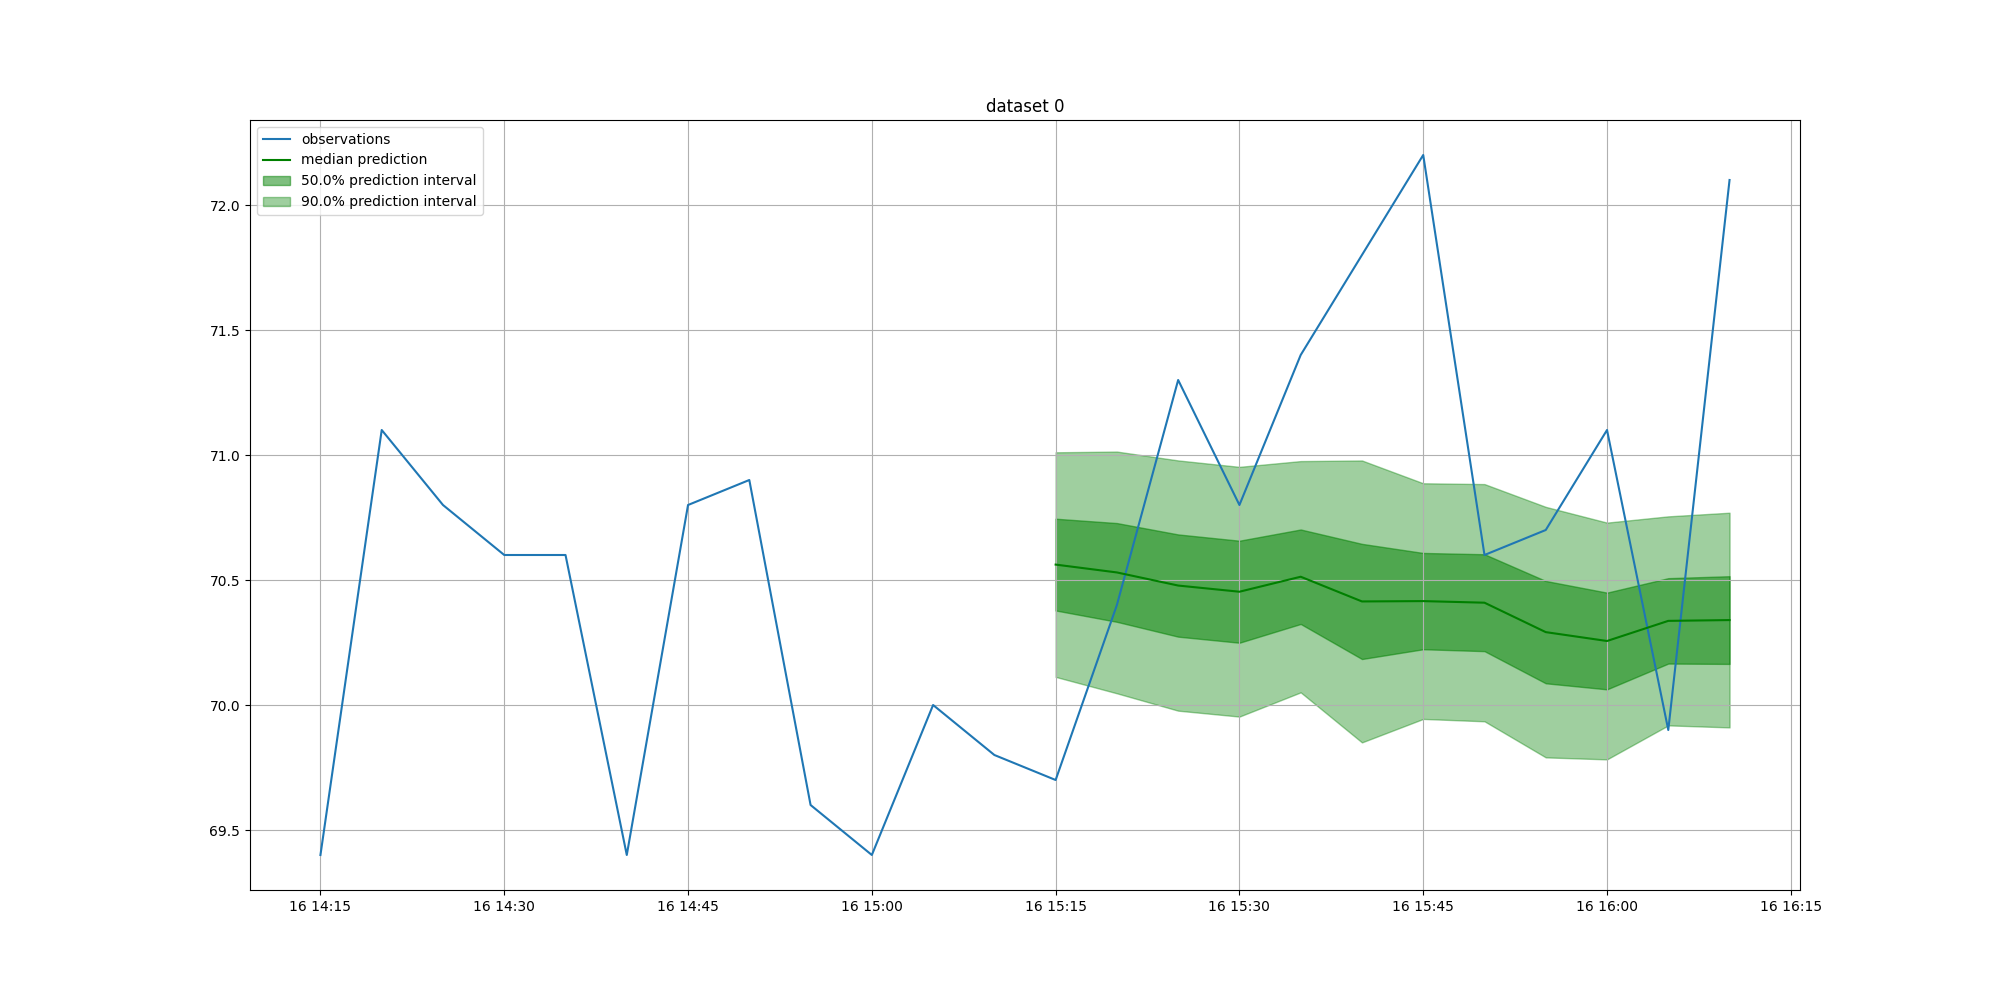 dataset 0
observations
median prediction
50.0% prediction interval
90.0% prediction interval
72.0
71.5
71.0
70.5
70.0
69.5
16 14:15 16 14:30 16 14:45 16 15:00 16 15:15 16 15:30 16 15:45 16 16:00 16 16:15